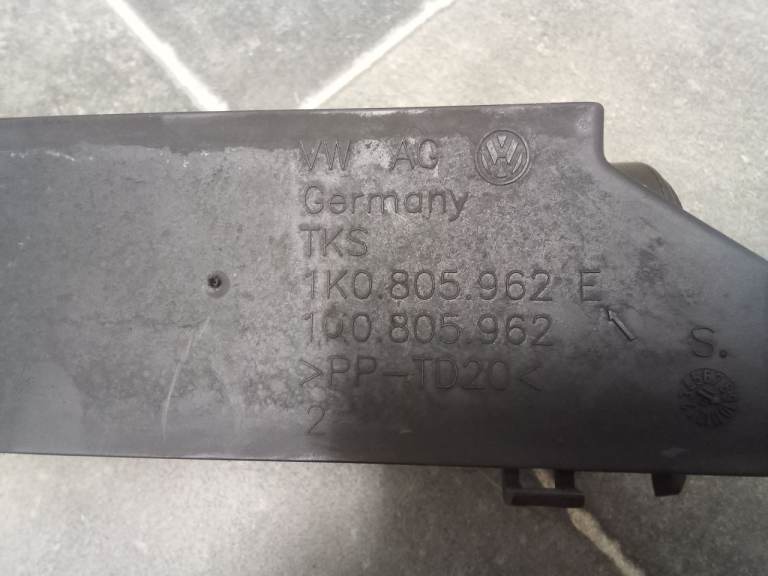 VW AG
Germany
TKS
1K0.805.962 E
1Q0.805.962
>PP-TD20<
2
S.